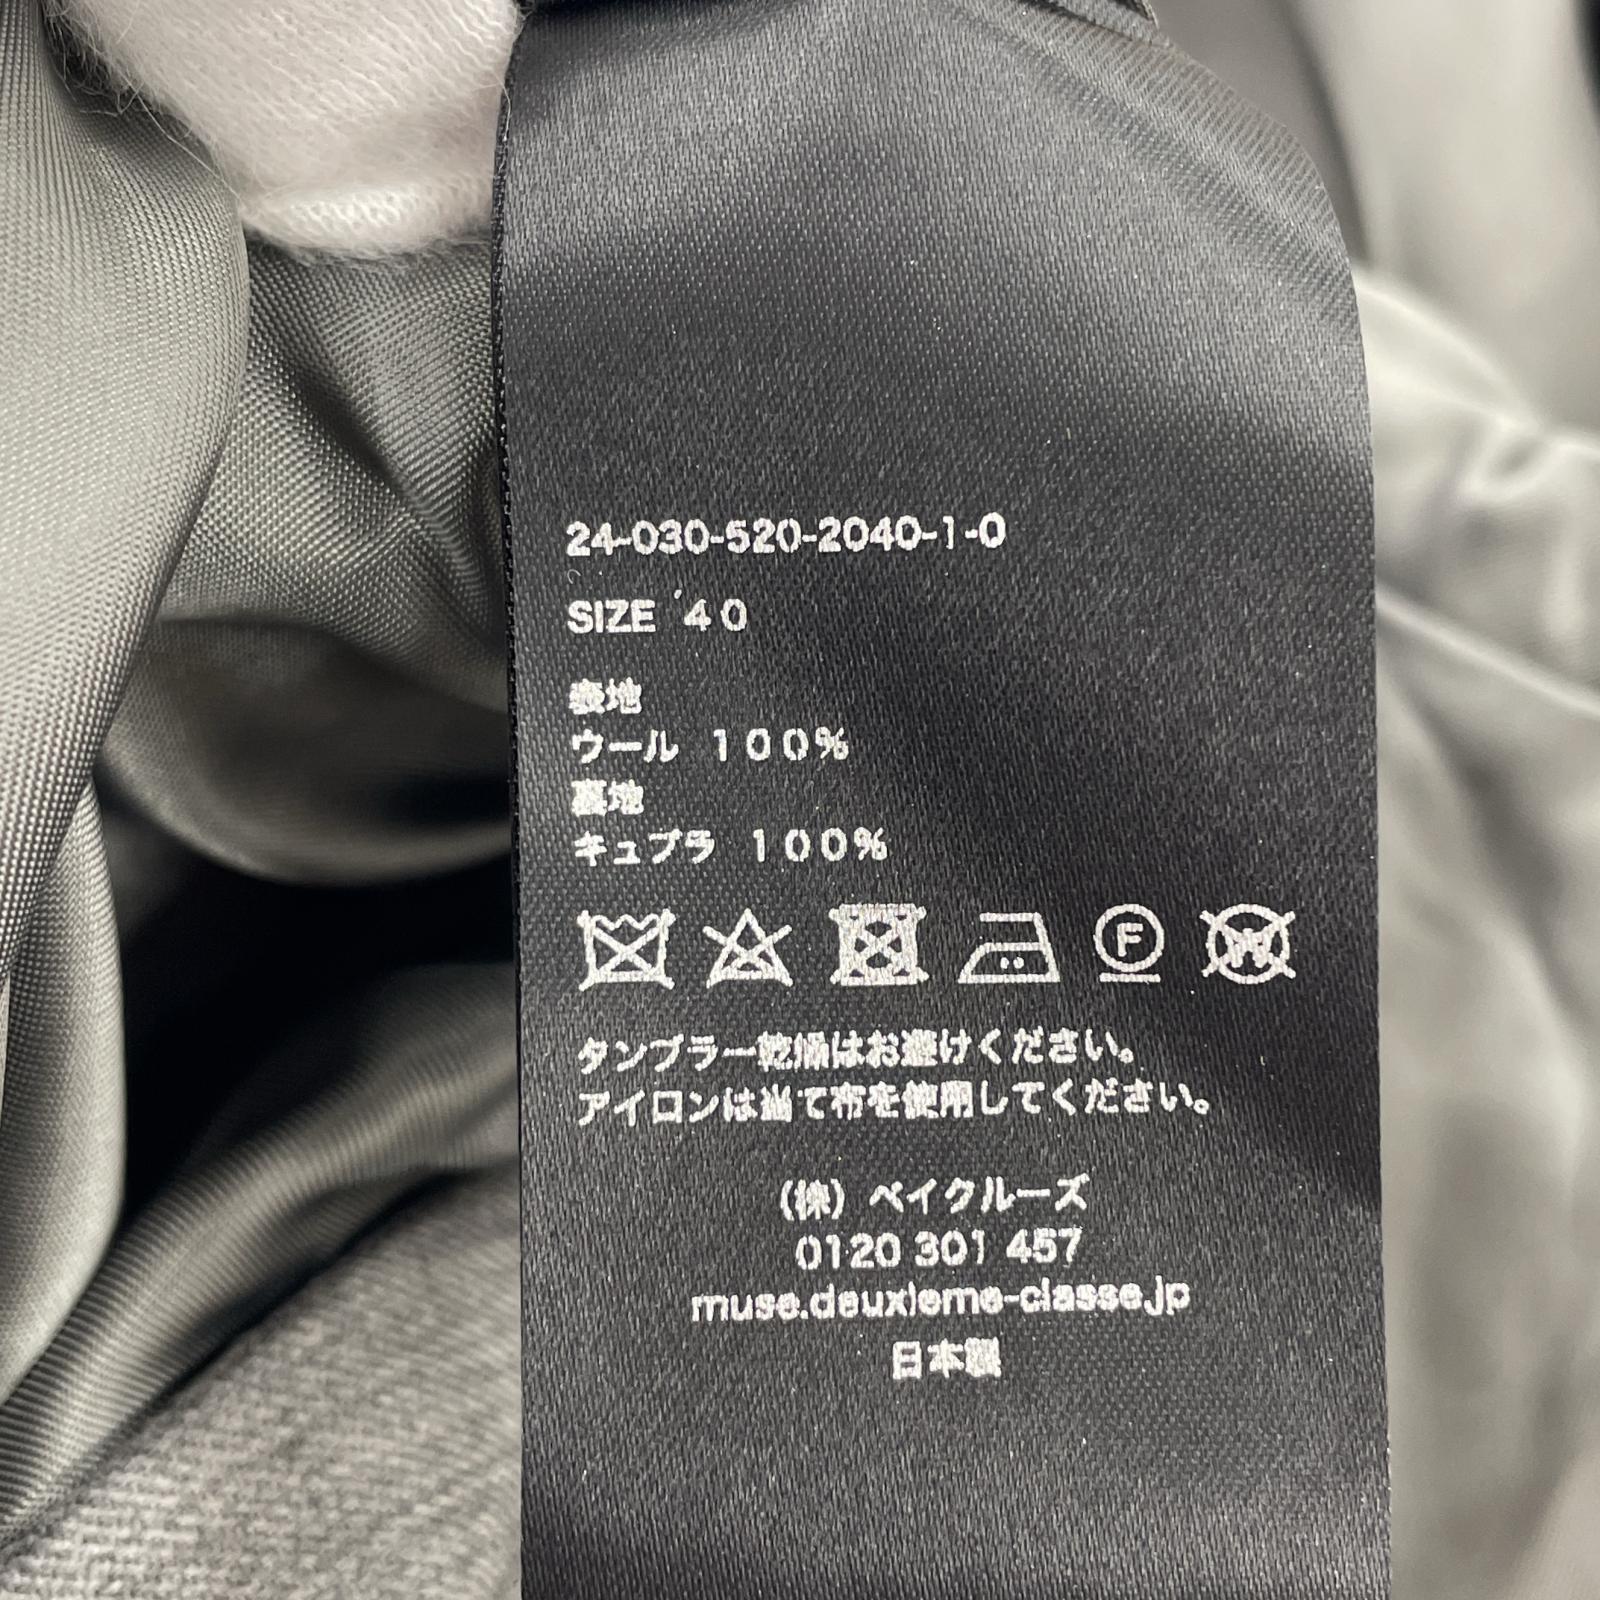 24-030-520-2040-1-0
SIZE 40
表地
ウール 100%
裏地
キュプラ 100%
F
W
タンブラー乾燥はお避けください。
アイロンは当て布を使用してください。
(株) ベイクルーズ
0120 301 457
muse.deuxieme-classe.jp
日本製